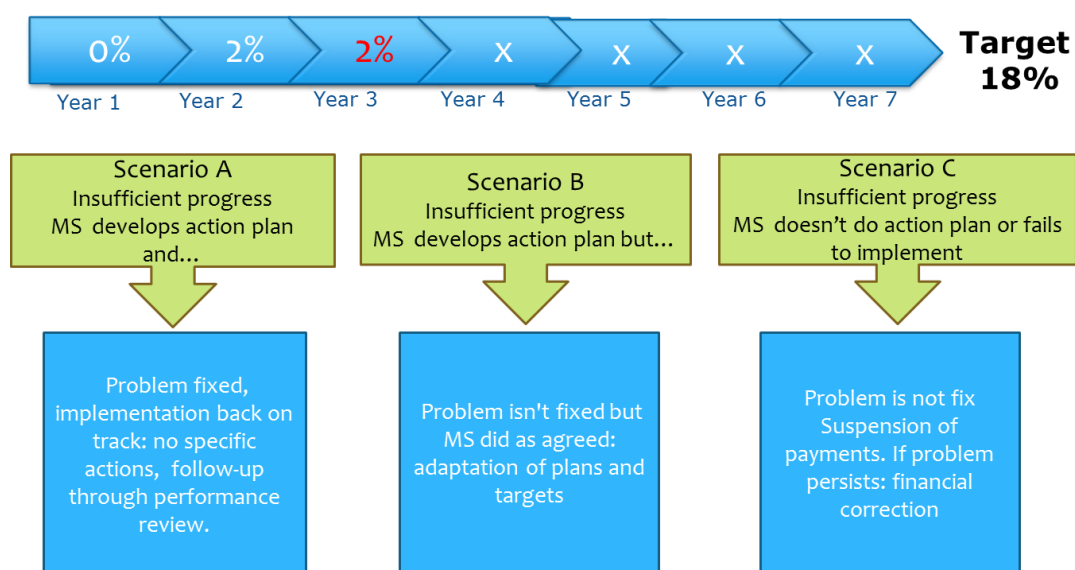 0% 2% 2% x x x x
Target
18%
Year 1 Year 2 Year 3 Year 4 Year 5 Year 6 Year 7
Scenario A
Insufficient progress
MS develops action plan
and...
Scenario B
Insufficient progress
MS develops action plan but...
Scenario C
Insufficient progress
MS doesn't do action plan or fails
to implement
Problem fixed,
implementation back on
track: no specific
actions, follow-up
through performance
review.
Problem isn't fixed but
MS did as agreed:
adaptation of plans and
targets
Problem is not fix
Suspension of
payments. If problem
persists: financial
correction